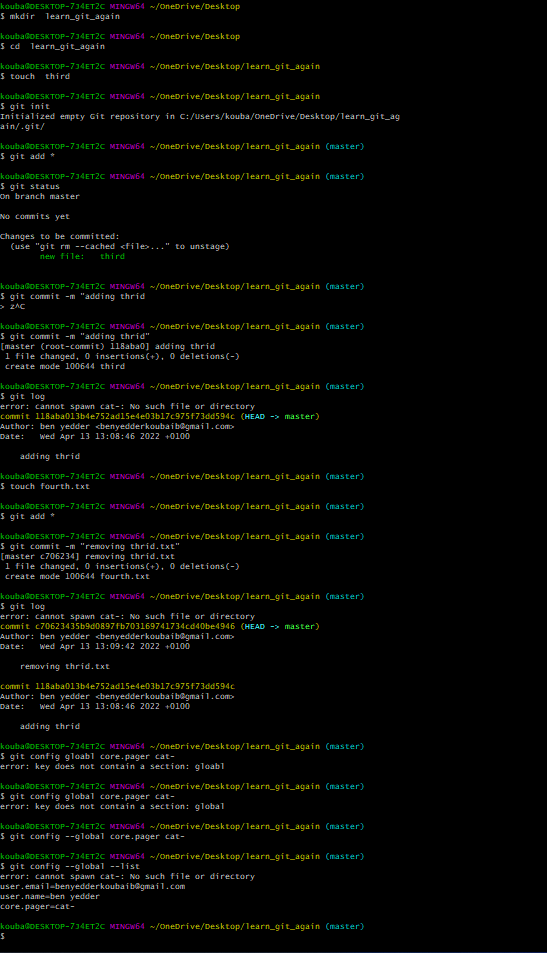 kouba@DESKTOP-7J4ET2C MINGW64 ~/OneDrive/Desktop
$ mkdir  learn_git_again
kouba@DESKTOP-7J4ET2C MINGW64 ~/OneDrive/Desktop
$ cd  learn_git_again
kouba@DESKTOP-7J4ET2C MINGW64 ~/OneDrive/Desktop/learn_git_again
$ touch  third
kouba@DESKTOP-7J4ET2C MINGW64 ~/OneDrive/Desktop/learn_git_again
$ git init
Initialized empty Git repository in C:/Users/kouba/OneDrive/Desktop/learn_git_ag
ain/.git/
kouba@DESKTOP-7J4ET2C MINGW64 ~/OneDrive/Desktop/learn_git_again (master)
$ git add *
kouba@DESKTOP-7J4ET2C MINGW64 ~/OneDrive/Desktop/learn_git_again (master)
$ git status
On branch master
No commits yet
Changes to be committed:
  (use "git rm --cached <file>..." to unstage)
        new file:   third
kouba@DESKTOP-7J4ET2C MINGW64 ~/OneDrive/Desktop/learn_git_again (master)
$ git commit -m "adding thrid
> z^C
kouba@DESKTOP-7J4ET2C MINGW64 ~/OneDrive/Desktop/learn_git_again (master)
$ git commit -m "adding thrid"
[master (root-commit) 118aba0] adding thrid
 1 file changed, 0 insertions(+), 0 deletions(-)
 create mode 100644 third
kouba@DESKTOP-7J4ET2C MINGW64 ~/OneDrive/Desktop/learn_git_again (master)
$ git log
error: cannot spawn cat-: No such file or directory
commit 118aba013b4e752ad15e4e03b17c975f73dd594c (HEAD -> master)
Author: ben yedder <benyedderkoubaib@gmail.com>
Date:   Wed Apr 13 13:08:46 2022 +0100
    adding thrid
kouba@DESKTOP-7J4ET2C MINGW64 ~/OneDrive/Desktop/learn_git_again (master)
$ touch fourth.txt
kouba@DESKTOP-7J4ET2C MINGW64 ~/OneDrive/Desktop/learn_git_again (master)
$ git add *
kouba@DESKTOP-7J4ET2C MINGW64 ~/OneDrive/Desktop/learn_git_again (master)
$ git commit -m "removing thrid.txt"
[master c706234] removing thrid.txt
 1 file changed, 0 insertions(+), 0 deletions(-)
 create mode 100644 fourth.txt
kouba@DESKTOP-7J4ET2C MINGW64 ~/OneDrive/Desktop/learn_git_again (master)
$ git log
error: cannot spawn cat-: No such file or directory
commit c70623435b9d0897fb703169741734cd40be4946 (HEAD -> master)
Author: ben yedder <benyedderkoubaib@gmail.com>
Date:   Wed Apr 13 13:09:42 2022 +0100
    removing thrid.txt
commit 118aba013b4e752ad15e4e03b17c975f73dd594c
Author: ben yedder <benyedderkoubaib@gmail.com>
Date:   Wed Apr 13 13:08:46 2022 +0100
    adding thrid
kouba@DESKTOP-7J4ET2C MINGW64 ~/OneDrive/Desktop/learn_git_again (master)
$ git config gloabl core.pager cat-
error: key does not contain a section: gloabl
kouba@DESKTOP-7J4ET2C MINGW64 ~/OneDrive/Desktop/learn_git_again (master)
$ git config global core.pager cat-
error: key does not contain a section: global
kouba@DESKTOP-7J4ET2C MINGW64 ~/OneDrive/Desktop/learn_git_again (master)
$ git config --global core.pager cat-
kouba@DESKTOP-7J4ET2C MINGW64 ~/OneDrive/Desktop/learn_git_again (master)
$ git config --global --list
error: cannot spawn cat-: No such file or directory
user.email=benyedderkoubaib@gmail.com
user.name=ben yedder
core.pager=cat-
kouba@DESKTOP-7J4ET2C MINGW64 ~/OneDrive/Desktop/learn_git_again (master)
$